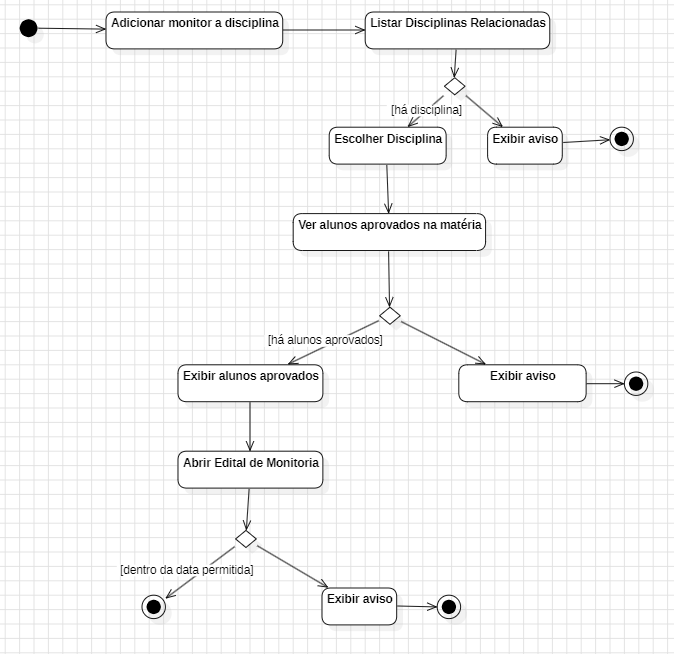 Adicionar monitor a disciplina
Listar Disciplinas Relacionadas
[há disciplina]
Escolher Disciplina
Exibir aviso
Ver alunos aprovados na matéria
[há alunos aprovados]
Exibir alunos aprovados
Exibir aviso
Abrir Edital de Monitoria
[dentro da data permitida]
Exibir aviso